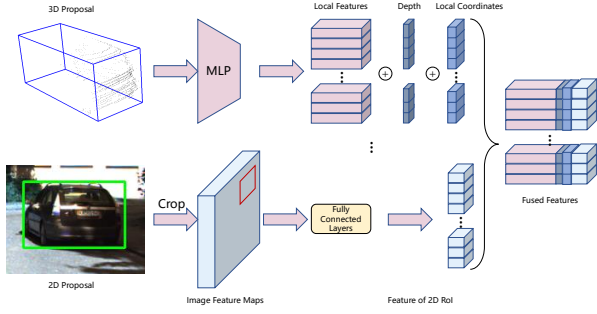 3D Proposal
MLP
Local Features
Depth
Local Coordinates
Fused Features
Crop
Fully
Connected
Layers
2D Proposal
Image Feature Maps
Feature of 2D RoI